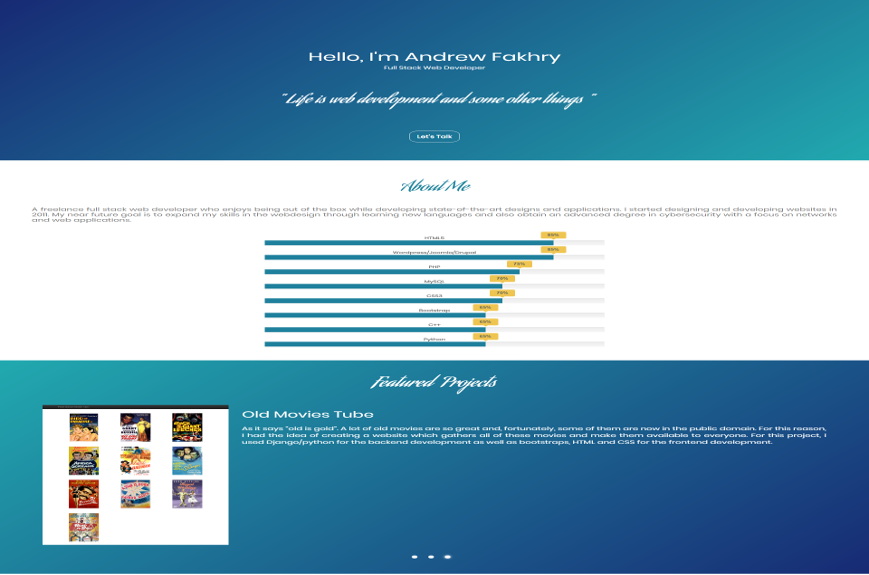 Hello, I'm Andrew Fakhry
Full Stack Web Developer
"Life is web development and some other things "
Let's Talk
About Me
A freelance full stack web developer who enjoys being out of the box while developing state-of-the-art designs and applications. I started designing and developing websites in
2011. My near future goal is to expand my skills in the webdesign through learning new languages and also obtain an advanced degree in cybersecurity with a focus on networks
and web applications.
HTML5
85%
Wordpress/Joomla/Drupal
85%
PHP
75%
MySQL
70%
CSS3
70%
Bootstrap
65%
C++
65%
Python
65%
Featured Projects
Old Movies Tube
As it says "old is gold". A lot of old movies are so great and, fortunately, some of them are now in the public domain. For this reason,
I had the idea of creating a website which gathers all of these movies and make them available to everyone. For this project, I
used Django/python for the backend development as well as bootstraps, HTML and CSS for the frontend development.